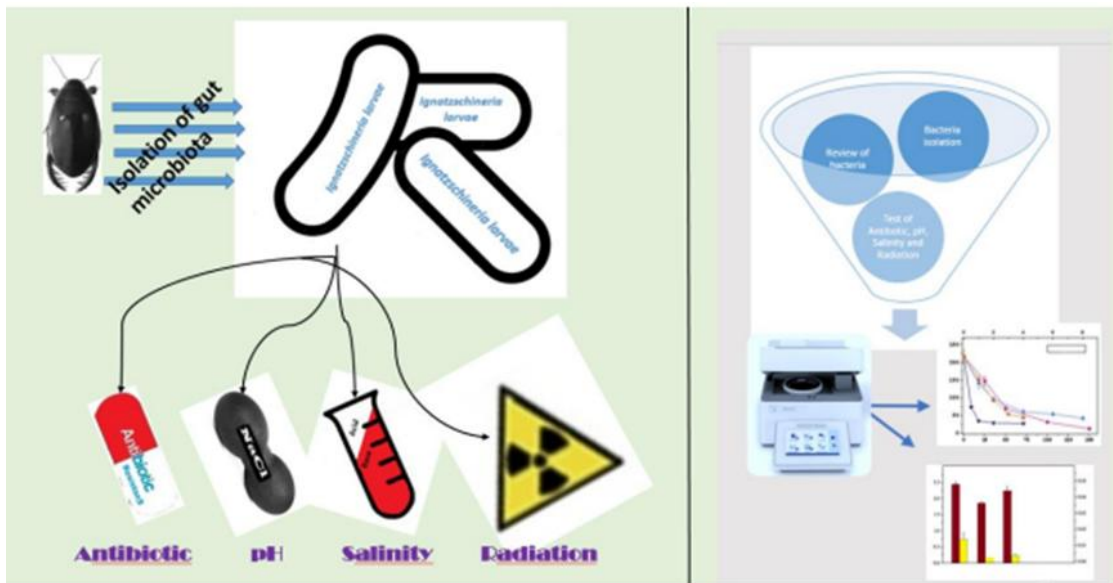 Isolation of gut
microbiota
Ignatzschineria larvae
Ignatzschineria
larvae
Ignatzschineria larvae
Antibiotic
NaCl
Acid
Antibiotic
pH
Salinity
Radiation
Review of
bacteria
Bacteria
isolation
Test of
Antibiotic, pH,
Salinity and
Radiation